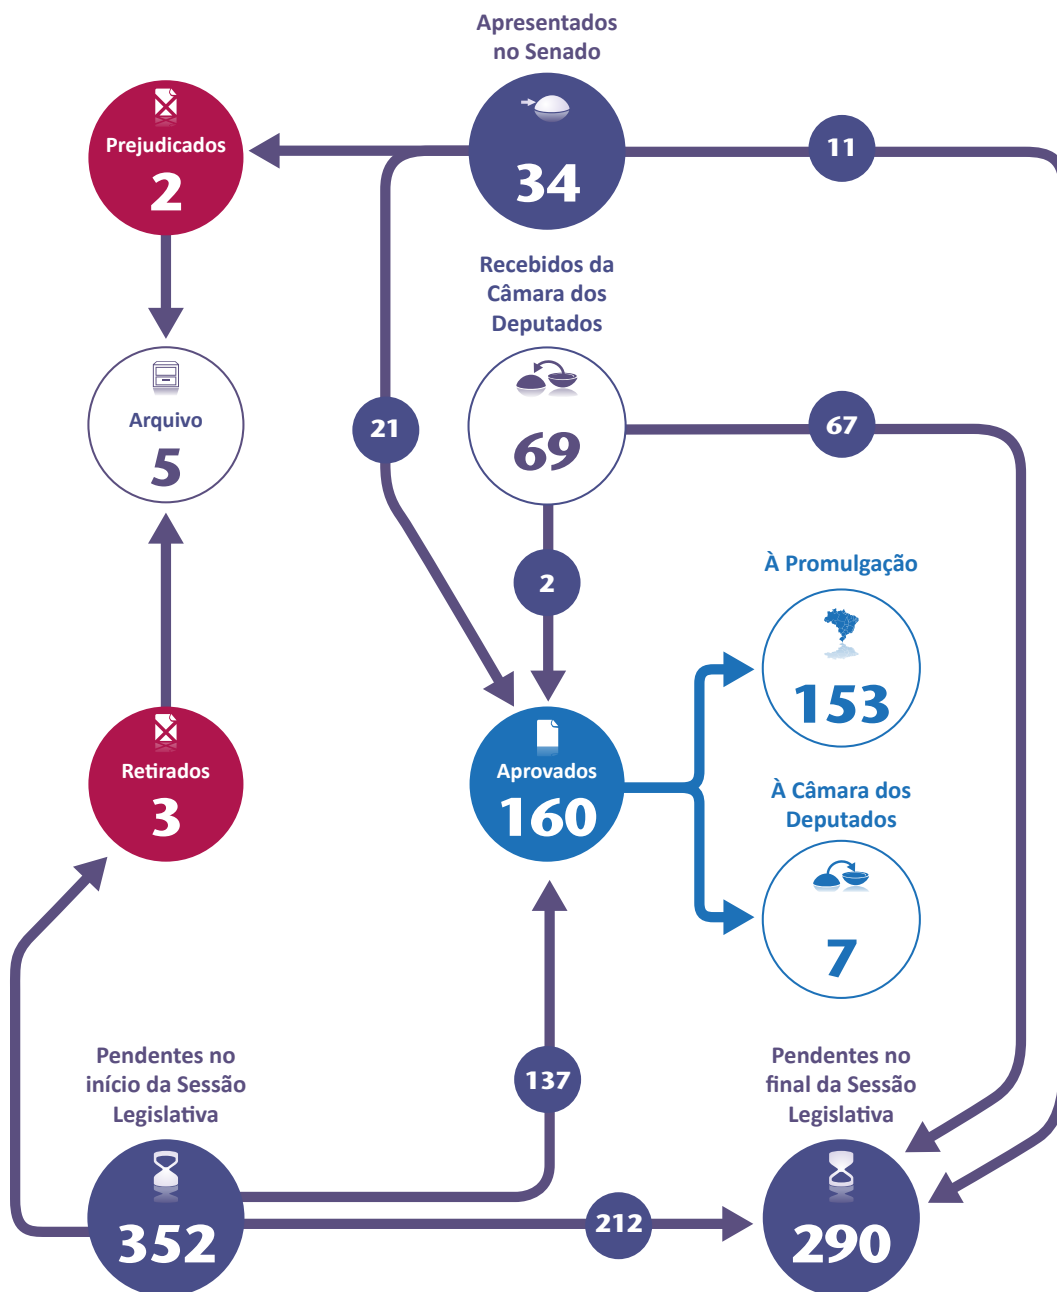 Apresentados
no Senado
34
11
Prejudicados
2
Recebidos da
Câmara dos
Deputados
69
67
Arquivo
5
21
2
À Promulgação
153
Retirados
3
Aprovados
160
À Câmara dos
Deputados
7
Pendentes no
início da Sessão
Legislativa
352
137
212
Pendentes no
final da Sessão
Legislativa
290